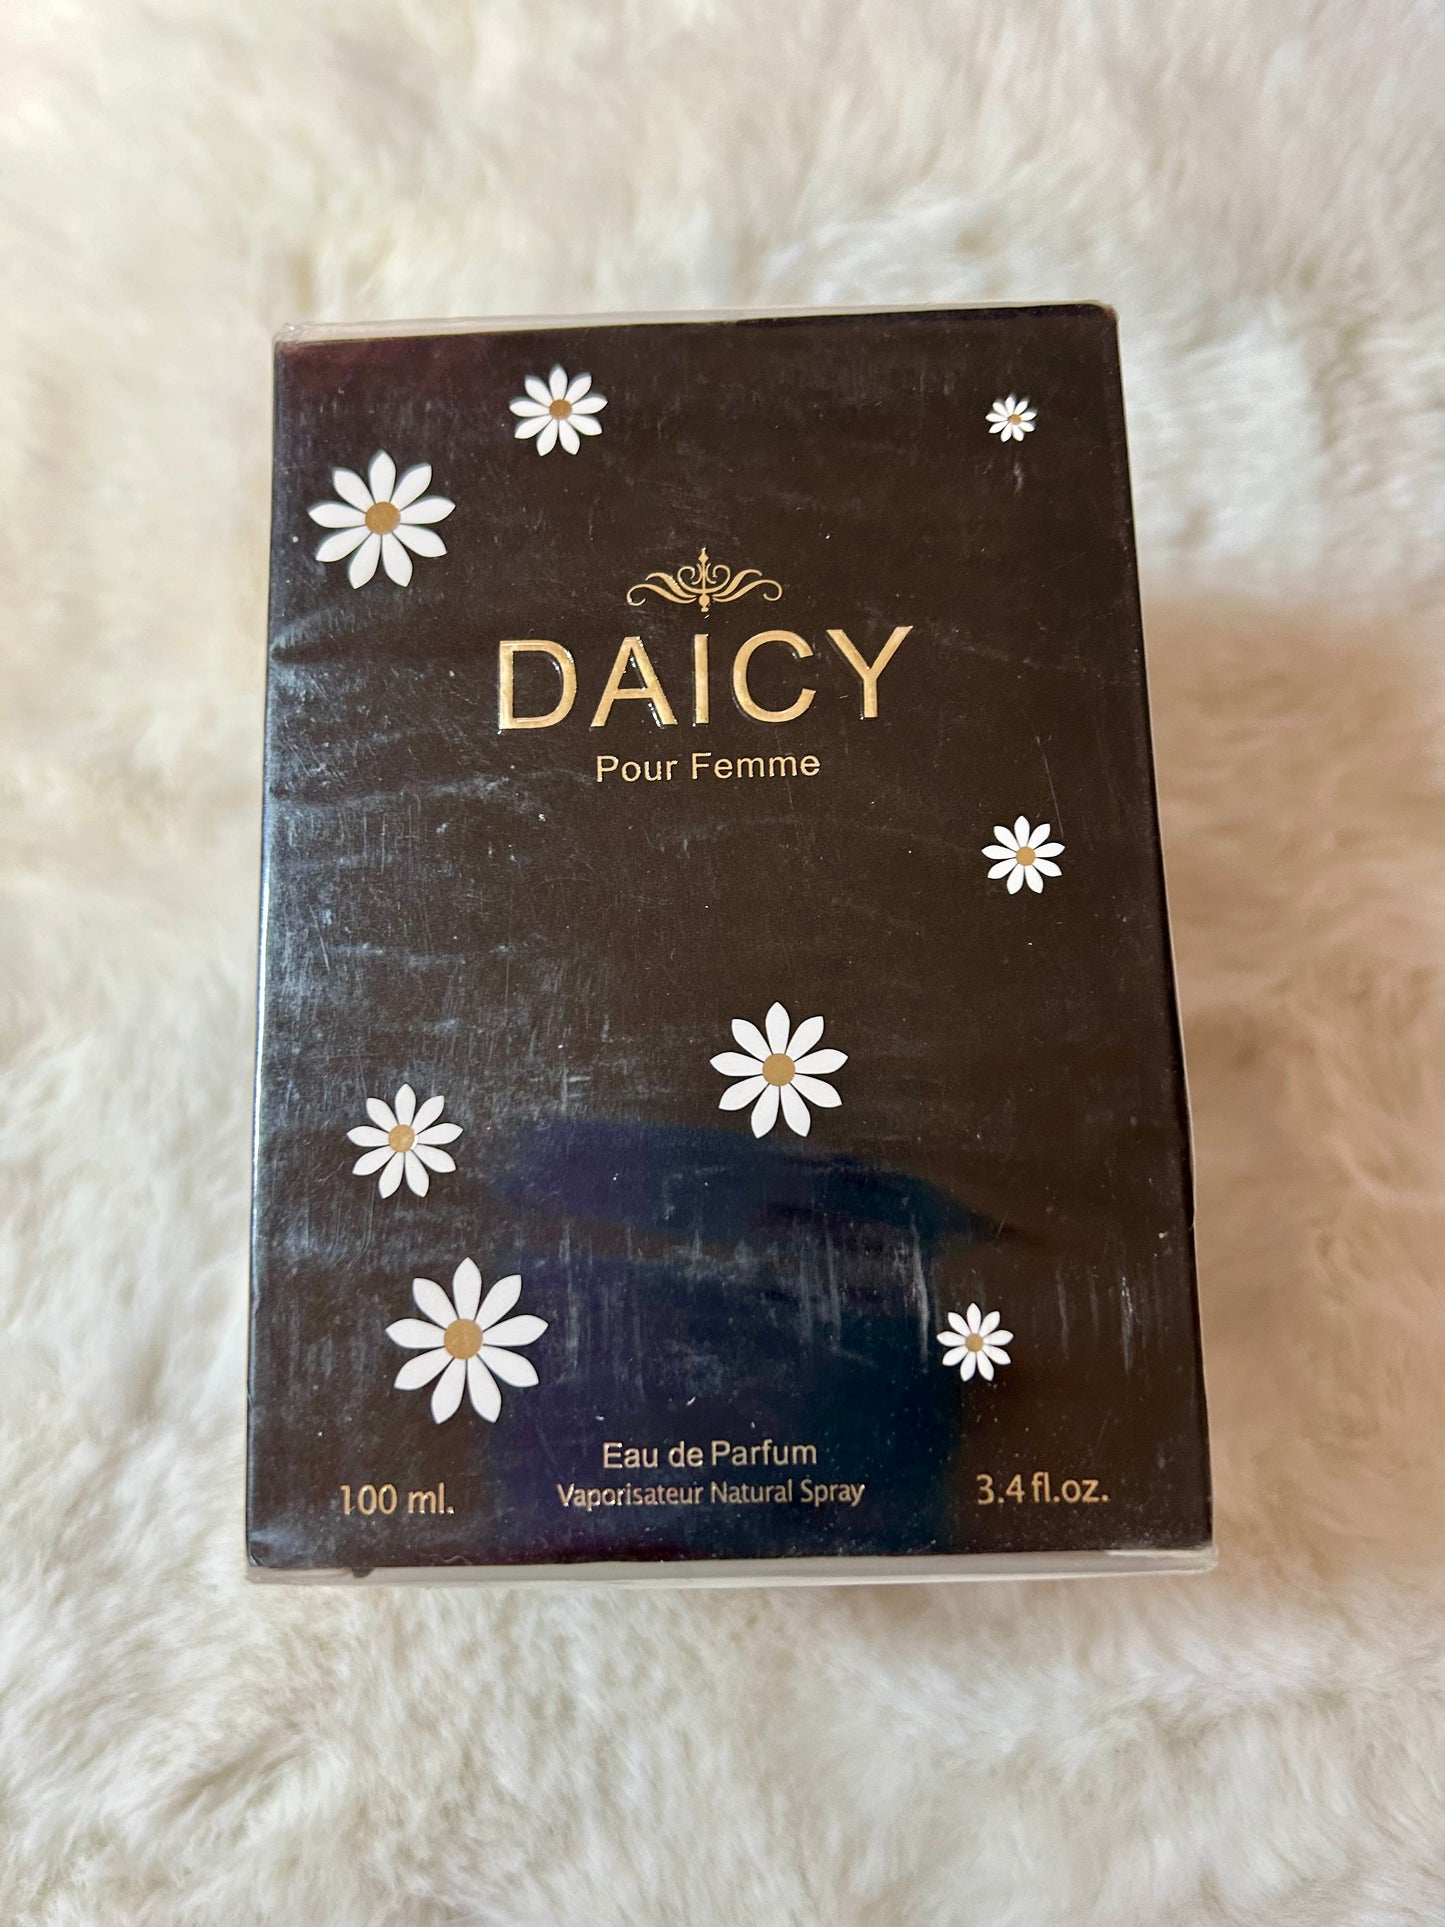 DAICY
Pour Femme
Eau de Parfum
100 ml. Vaporisateur Natural Spray 3.4 fl.oz.